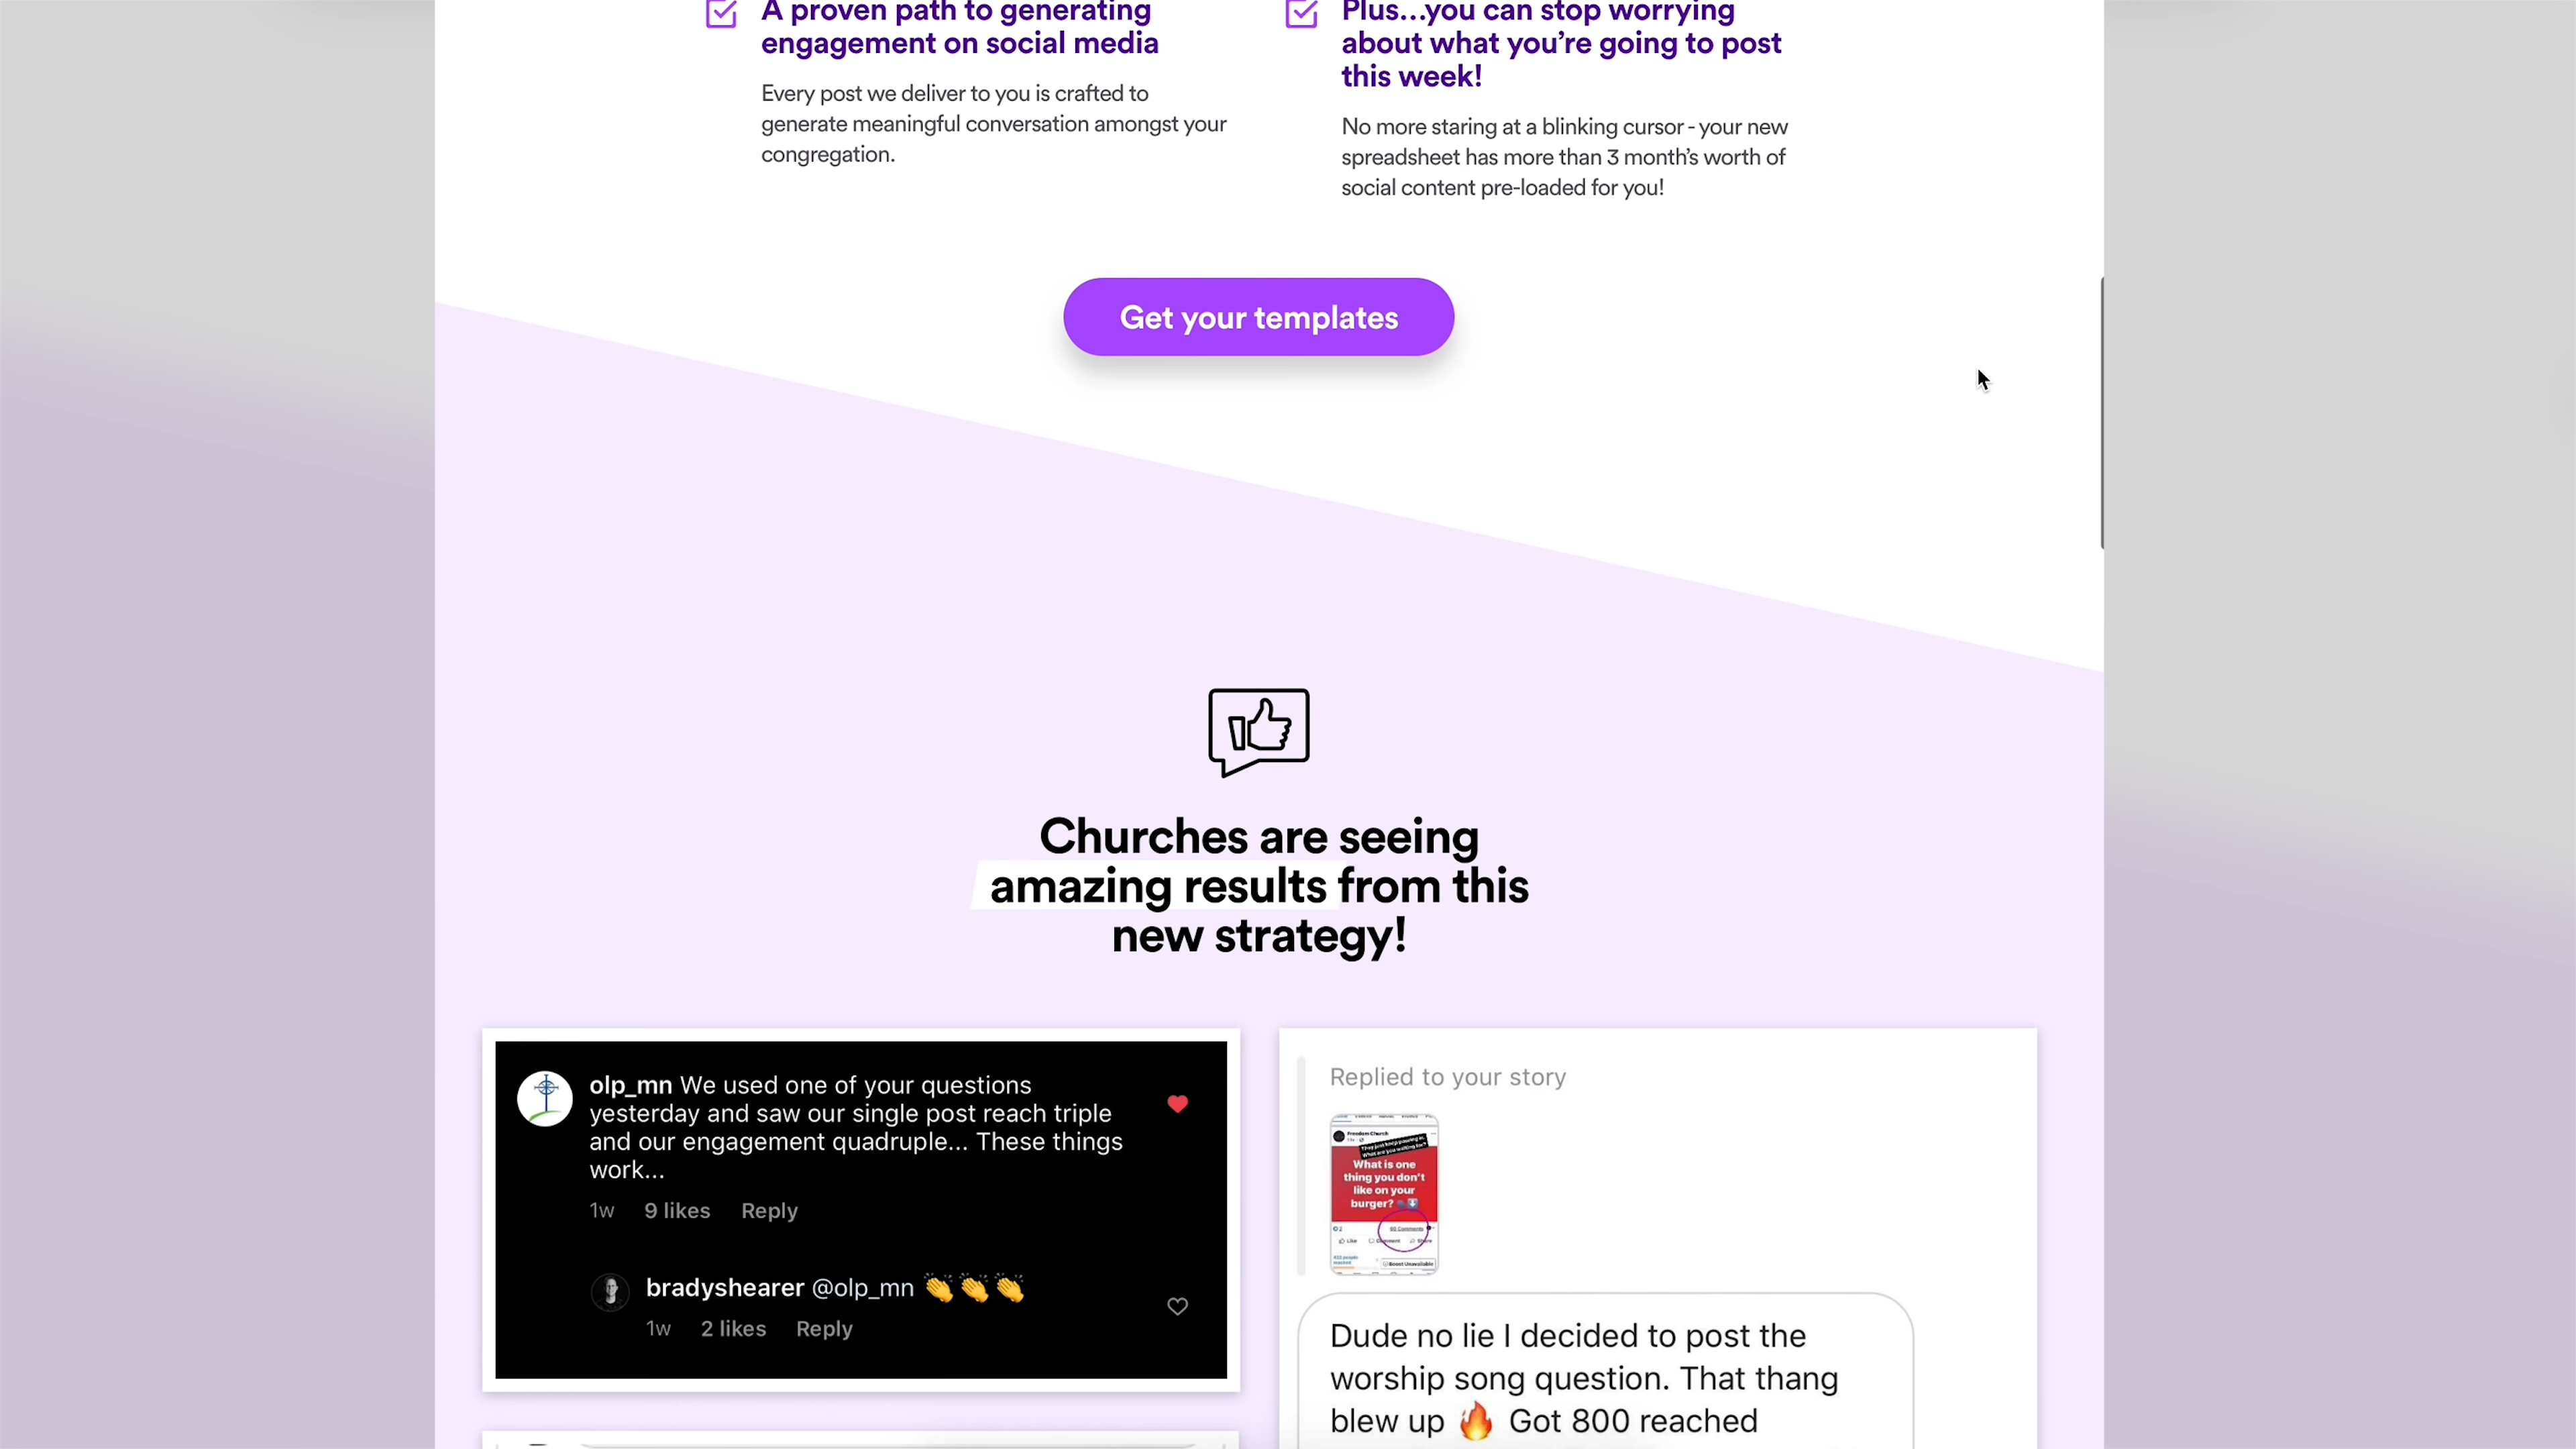 A proven path to generating
engagement on social media
Every post we deliver to you is crafted to
generate meaningful conversation amongst your
congregation.
Plus...you can stop worrying
about what you're going to post
this week!
No more staring at a blinking cursor - your new
spreadsheet has more than 3 month's worth of
social content pre-loaded for you!
Get your templates
Churches are seeing
amazing results from this
new strategy!
olp_mn We used one of your questions
yesterday and saw our single post reach triple
and our engagement quadruple... These things
work...
1w 9 likes Reply
bradyshearer @olp_mn 👏👏👏
1w 2 likes Reply
Replied to your story
Freedom Church
What is one
thing you don't
like on your
burger?
Like Comment Share
Boost Unavailable
Dude no lie I decided to post the
worship song question. That thang
blew up 🔥 Got 800 reached